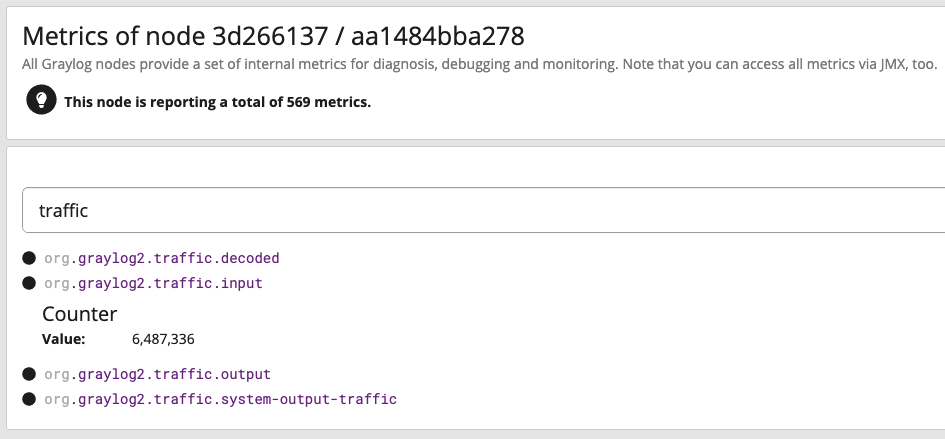 Metrics of node 3d266137 / aa1484bba278
All Graylog nodes provide a set of internal metrics for diagnosis, debugging and monitoring. Note that you can access all metrics via JMX, too.
This node is reporting a total of 569 metrics.
traffic
org.graylog2.traffic.decoded
org.graylog2.traffic.input
Counter
Value: 6,487,336
org.graylog2.traffic.output
org.graylog2.traffic.system-output-traffic